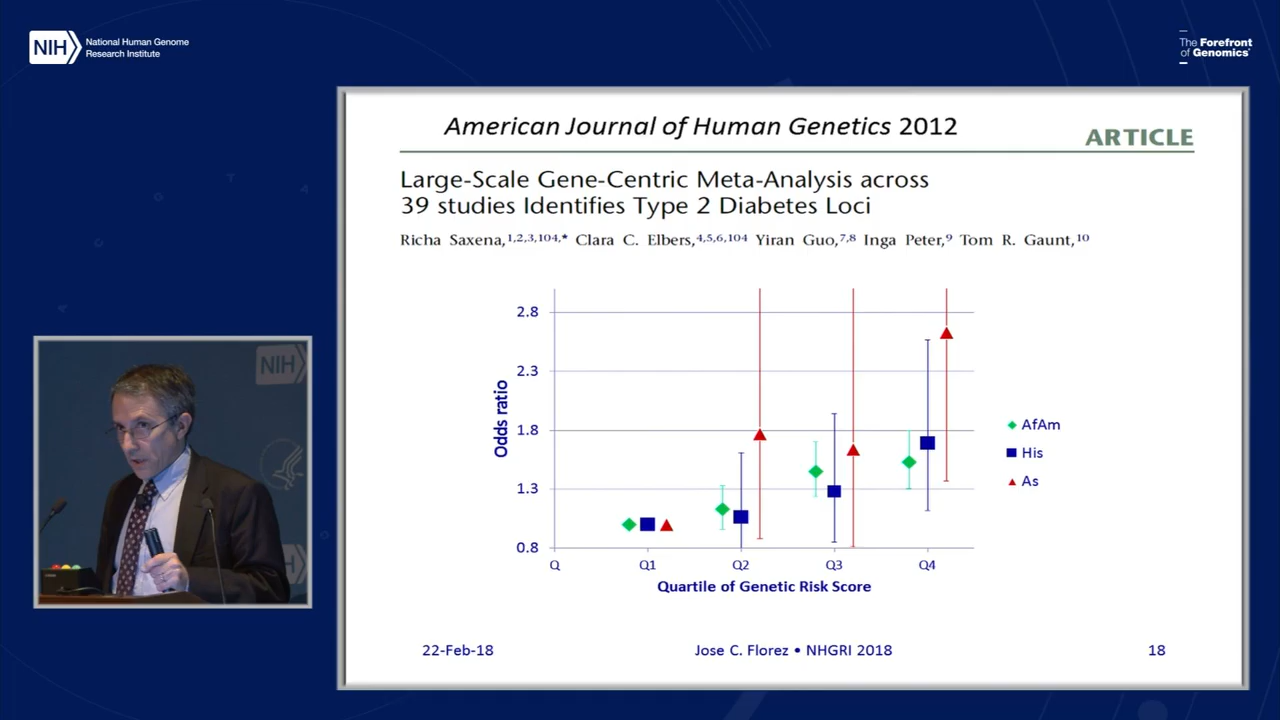 NIH
National Human Genome
Research Institute
The Forefront
of Genomics
American Journal of Human Genetics 2012
ARTICLE
Large-Scale Gene-Centric Meta-Analysis across
39 studies Identifies Type 2 Diabetes Loci
Richa Saxena,1,2,3,104,* Clara C. Elbers,4,5,6,104 Yiran Guo,7,8 Inga Peter,9 Tom R. Gaunt,10
2.8
2.3
1.8
1.3
0.8
Odds ratio
Q
Q1
Q2
Q3
Q4
Quartile of Genetic Risk Score
AfAm
His
As
22-Feb-18
Jose C. Florez • NHGRI 2018
18
NIH